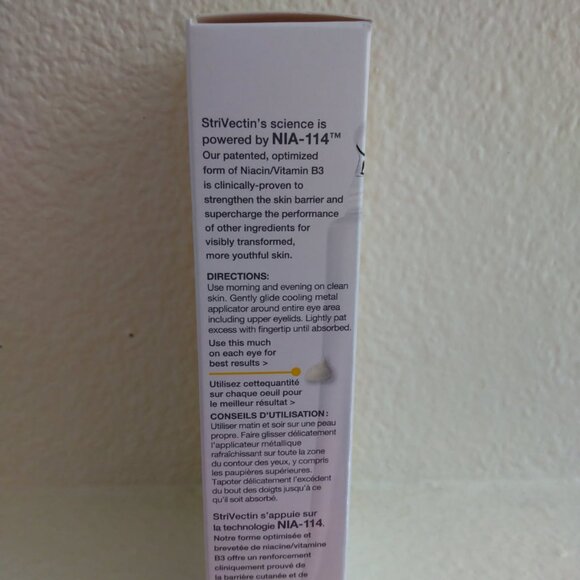 StriVectin's science is
powered by NIA-114™
Our patented, optimized
form of Niacin/Vitamin B3
is clinically-proven to
strengthen the skin barrier and
supercharge the performance
of other ingredients for
visibly transformed,
more youthful skin.
DIRECTIONS:
Use morning and evening on clean
skin. Gently glide cooling metal
applicator around entire eye area
including upper eyelids. Lightly pat
excess with fingertip until absorbed.
Use this much
on each eye for
best results >
Utilisez cettequantité
sur chaque oeuil pour
le meilleur résultat >
CONSEILS D'UTILISATION:
Utiliser matin et soir sur une peau
propre. Faire glisser délicatement
l'applicateur métallique
rafraîchissant sur toute la zone
du contour des yeux, y compris
les paupières supérieures.
Tapoter délicatement l'excédent
du bout des doigts jusqu'à ce
qu'il soit absorbé.
StriVectin s'appuie sur
la technologie NIA-114.
Notre forme optimisée et
brevetée de niacine/vitamine
B3 offre un renforcement
cliniquement prouvé de
la barrière cutanée et de